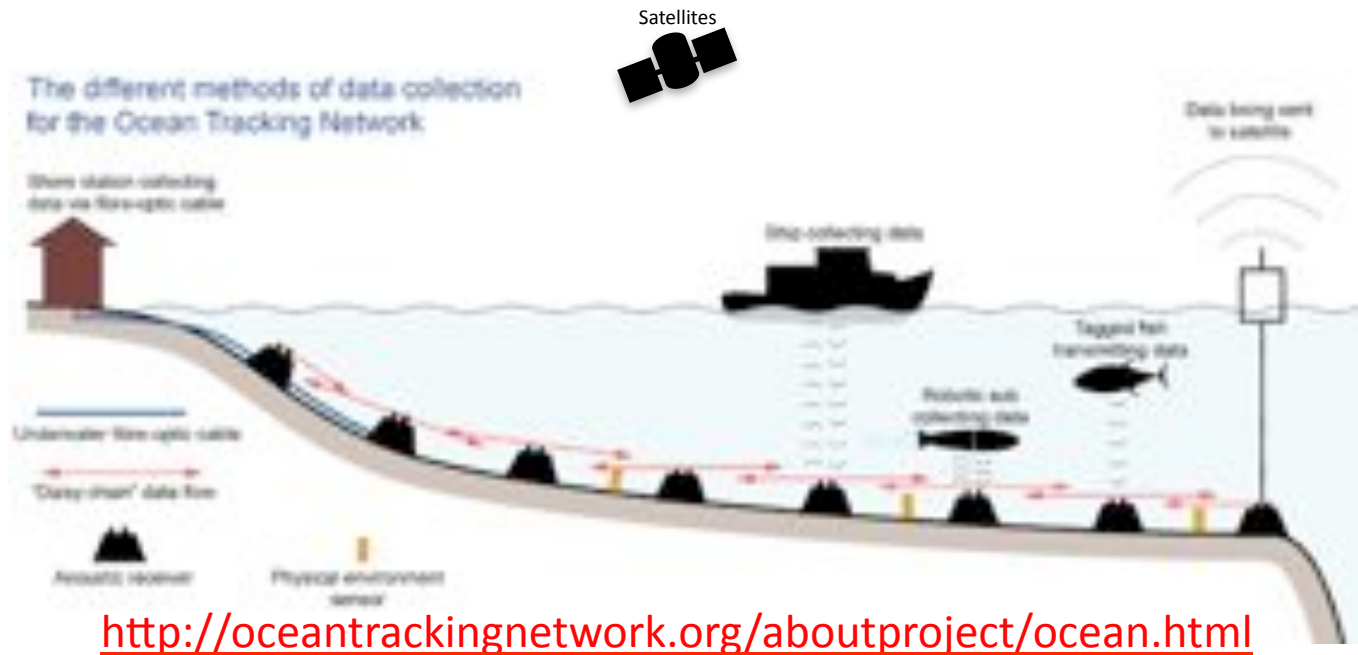 Satellites
The different methods of data collection
for the Ocean Tracking Network
Data being sent
to satellite
Shore station collecting
data via fibre-optic cable
Ship collecting data
Tagged fish
transmitting data
Robotic sub
collecting data
Underwater fibre-optic cable
"Daisy chain" data flow
Acoustic receiver
Physical environment
sensor
http://oceantrackingnetwork.org/aboutproject/ocean.html